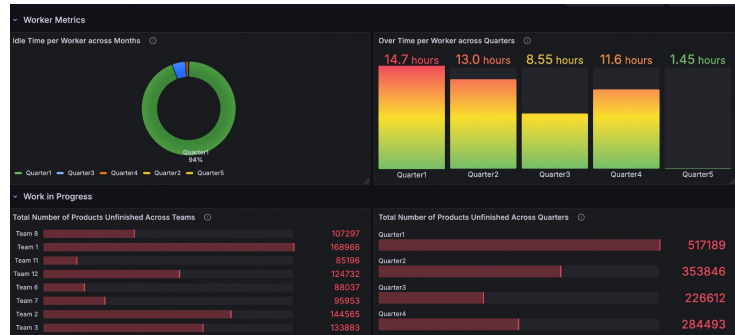 Worker Metrics
Idle Time per Worker across Months
Quarter1
94%
Quarter1 Quarter3 Quarter4 Quarter2 Quarter5
Over Time per Worker across Quarters
14.7 hours 13.0 hours 8.55 hours 11.6 hours 1.45 hours
Quarter1 Quarter2 Quarter3 Quarter4 Quarter5
Work in Progress
Total Number of Products Unfinished Across Teams
Team 8 107297
Team 1 168966
Team 11 85196
Team 12 124732
Team 6 88037
Team 7 95953
Team 2 144565
Team 3 133883
Total Number of Products Unfinished Across Quarters
Quarter1
517189
Quarter2
353846
Quarter3
226612
Quarter4
284493